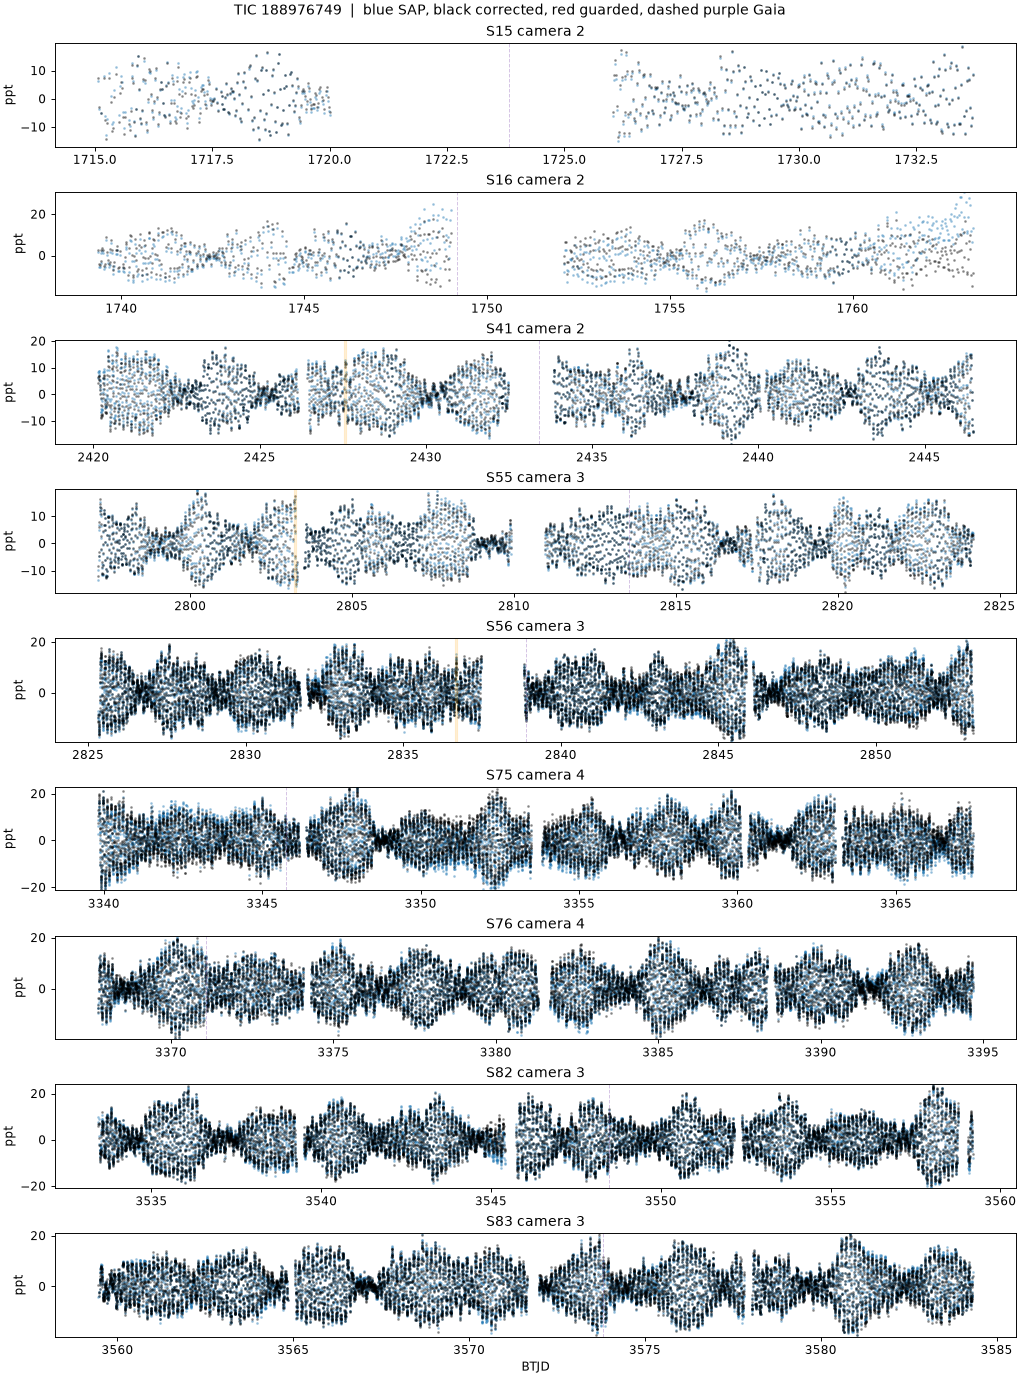 TIC 188976749 | blue SAP, black corrected, red guarded, dashed purple Gaia
S15 camera 2
ppt
10
0
−10
1715.0 1717.5 1720.0 1722.5 1725.0 1727.5 1730.0 1732.5
S16 camera 2
ppt
20
0
1740 1745 1750 1755 1760
S41 camera 2
ppt
20
10
0
−10
2420 2425 2430 2435 2440 2445
S55 camera 3
ppt
10
0
−10
2800 2805 2810 2815 2820 2825
S56 camera 3
ppt
20
0
2825 2830 2835 2840 2845 2850
S75 camera 4
ppt
20
0
−20
3340 3345 3350 3355 3360 3365
S76 camera 4
ppt
20
0
3370 3375 3380 3385 3390 3395
S82 camera 3
ppt
20
0
−20
3535 3540 3545 3550 3555 3560
S83 camera 3
ppt
20
0
3560 3565 3570 3575 3580 3585
BTJD